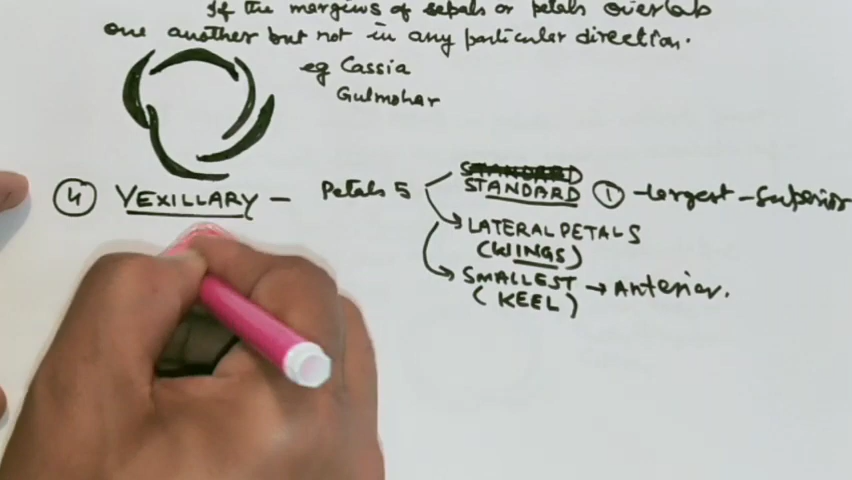 If the margins of sepals or petals overlap
one another but not in any particular direction.
eg Cassia
Gulmohar
④ VEXILLARY - Petals 5
STANDARD
STANDARD ① - largest - Superior
LATERAL PETALS
(WINGS)
SMALLEST → Anterior.
(KEEL)